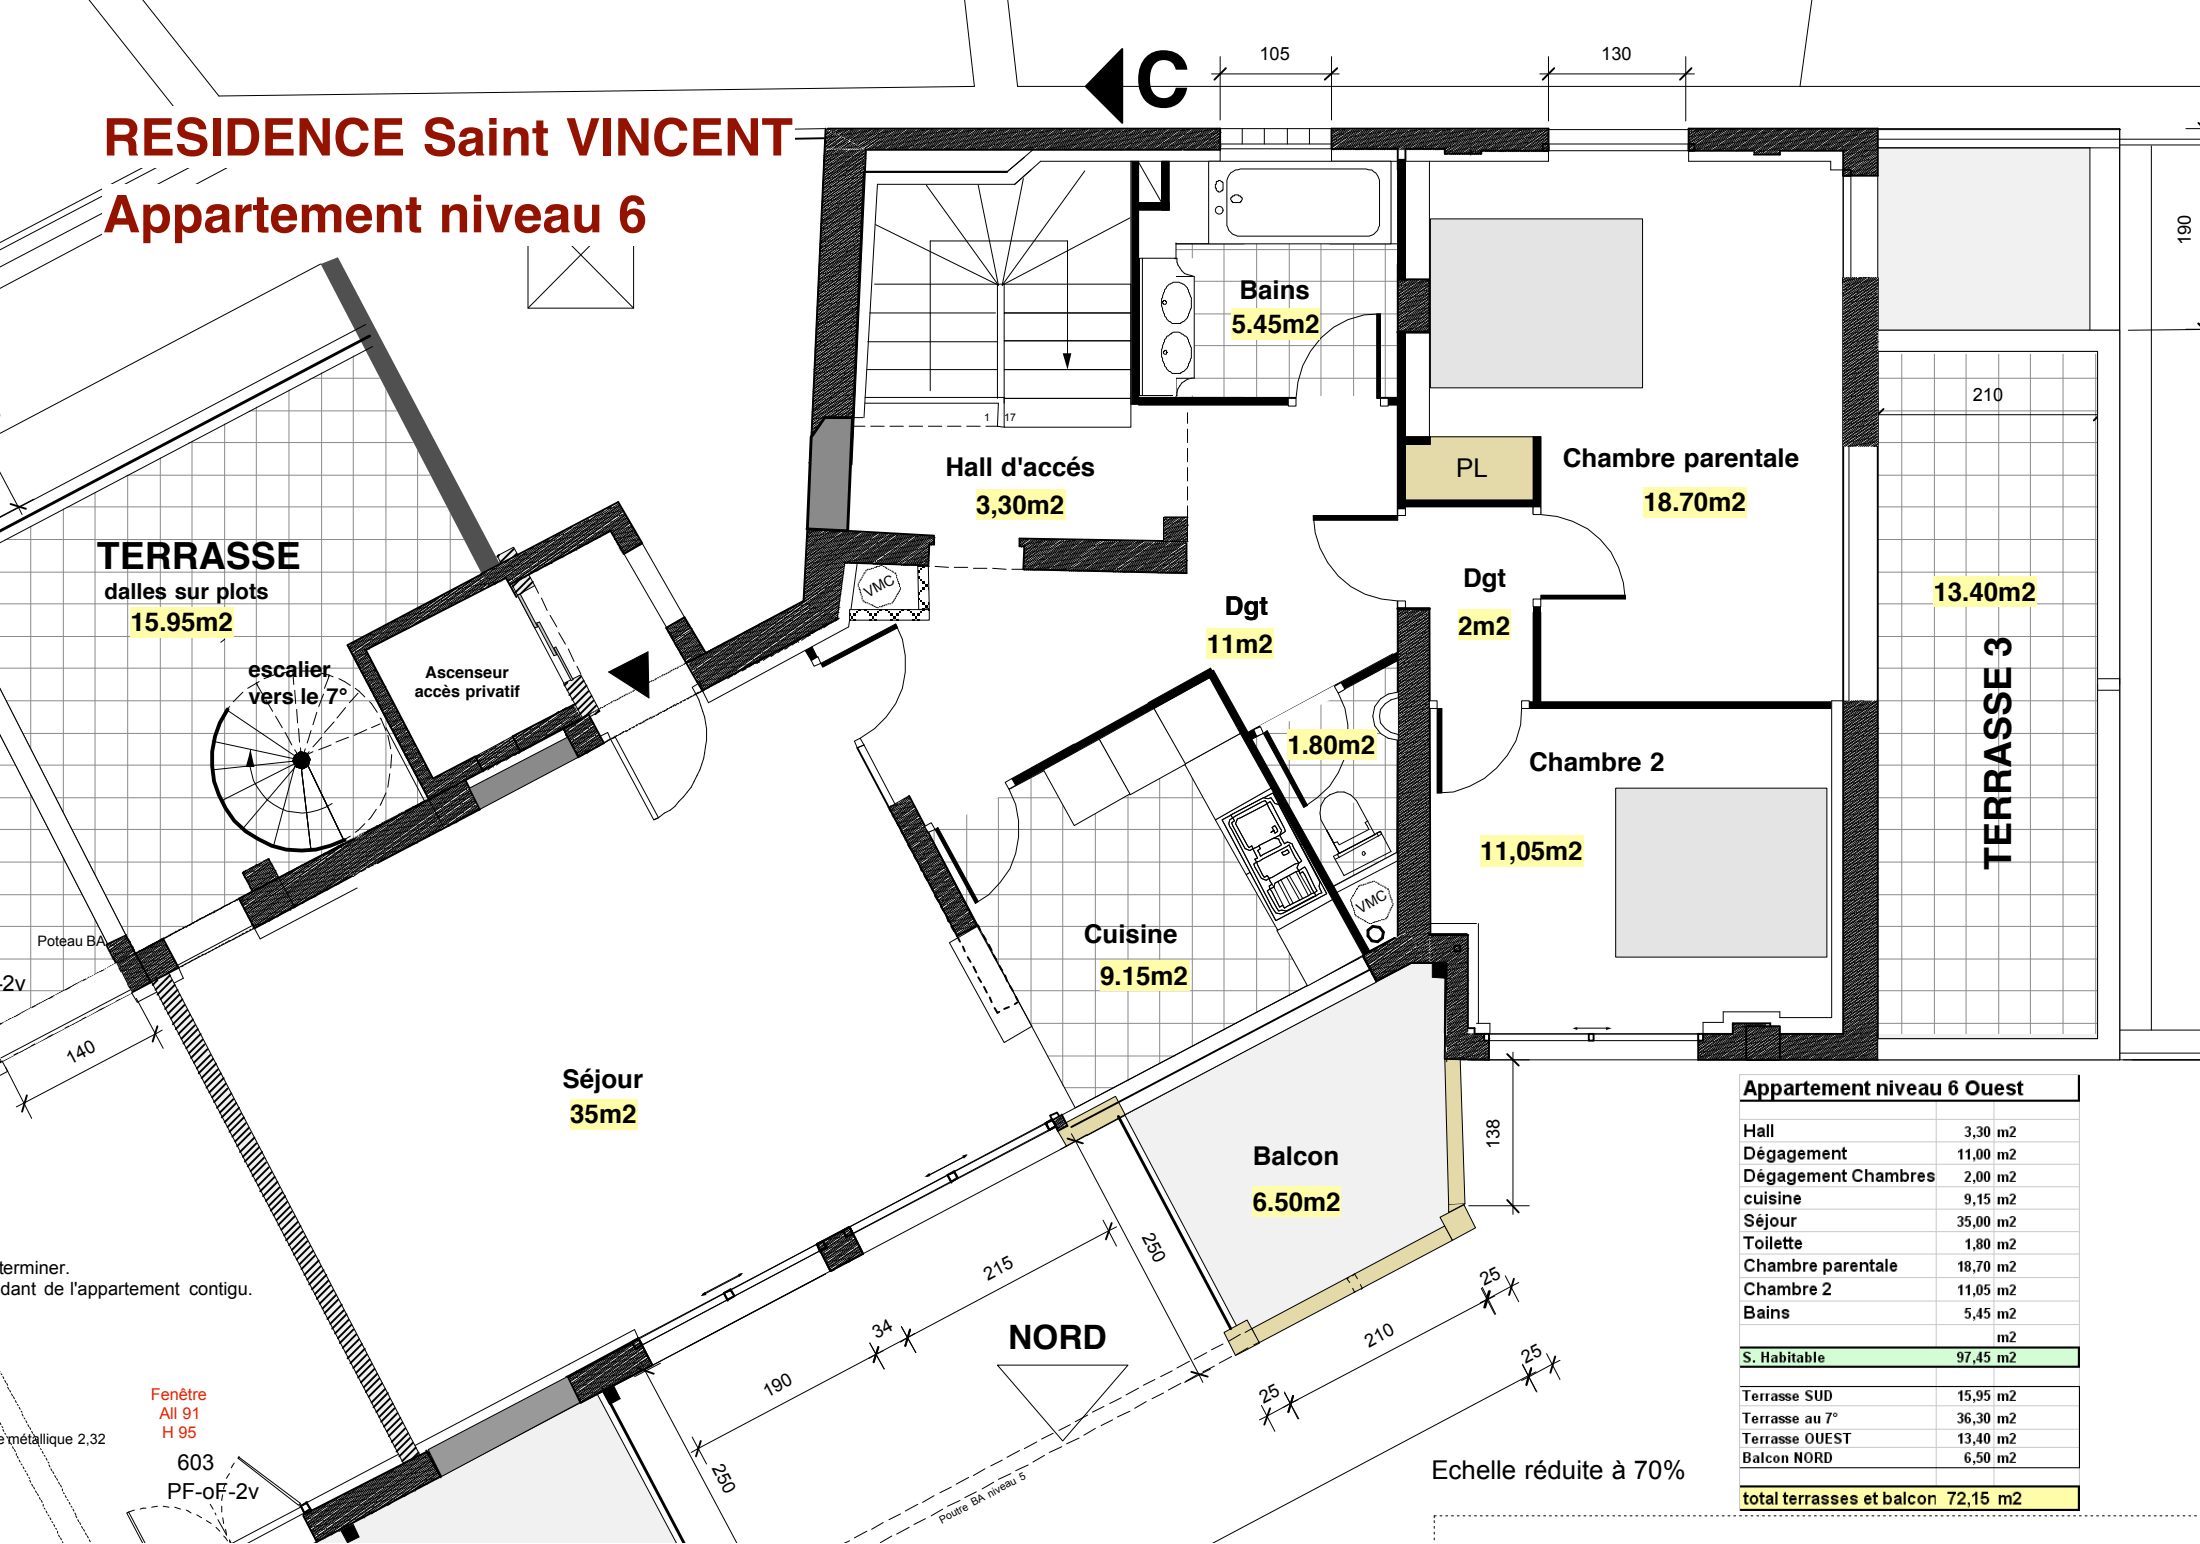 C
105
130
RESIDENCE Saint VINCENT
Appartement niveau 6
190
Bains
5.45m2
210
1 17
Hall d'accés
3,30m2
PL
Chambre parentale
18.70m2
TERRASSE
dalles sur plots
15.95m2
VMC
Dgt
11m2
Dgt
2m2
13.40m2
TERRASSE 3
escalier
vers le 7°
Ascenseur
accès privatif
1.80m2
Chambre 2
11,05m2
VMC
Poteau BA
-2v
Cuisine
9.15m2
140
Séjour
35m2
138
Balcon
6.50m2
250
215
34
190
250
25
210
25
25
25
NORD
Poutre BA niveau 5
terminer.
dant de l'appartement contigu.
Fenêtre
All 91
H 95
e métallique 2,32
603
PF-oF-2v
Echelle réduite à 70%
Appartement niveau 6 Ouest
Hall 3,30 m2
Dégagement 11,00 m2
Dégagement Chambres 2,00 m2
cuisine 9,15 m2
Séjour 35,00 m2
Toilette 1,80 m2
Chambre parentale 18,70 m2
Chambre 2 11,05 m2
Bains 5,45 m2
m2
S. Habitable 97,45 m2
Terrasse SUD 15,95 m2
Terrasse au 7° 36,30 m2
Terrasse OUEST 13,40 m2
Balcon NORD 6,50 m2
total terrasses et balcon 72,15 m2